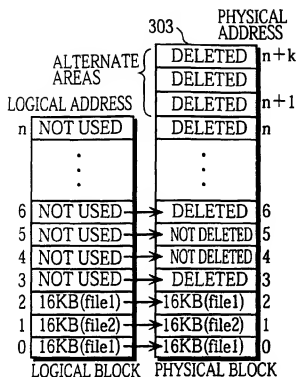 303
PHYSICAL
ADDRESS
ALTERNATE
AREAS
DELETED n+k
DELETED
DELETED n+1
LOGICAL ADDRESS
n NOT USED DELETED n
6 NOT USED DELETED 6
5 NOT USED NOT DELETED 5
4 NOT USED NOT DELETED 4
3 NOT USED DELETED 3
2 16KB(file1) 16KB(file1) 2
1 16KB(file2) 16KB(file2) 1
0 16KB(file1) 16KB(file1) 0
LOGICAL BLOCK PHYSICAL BLOCK